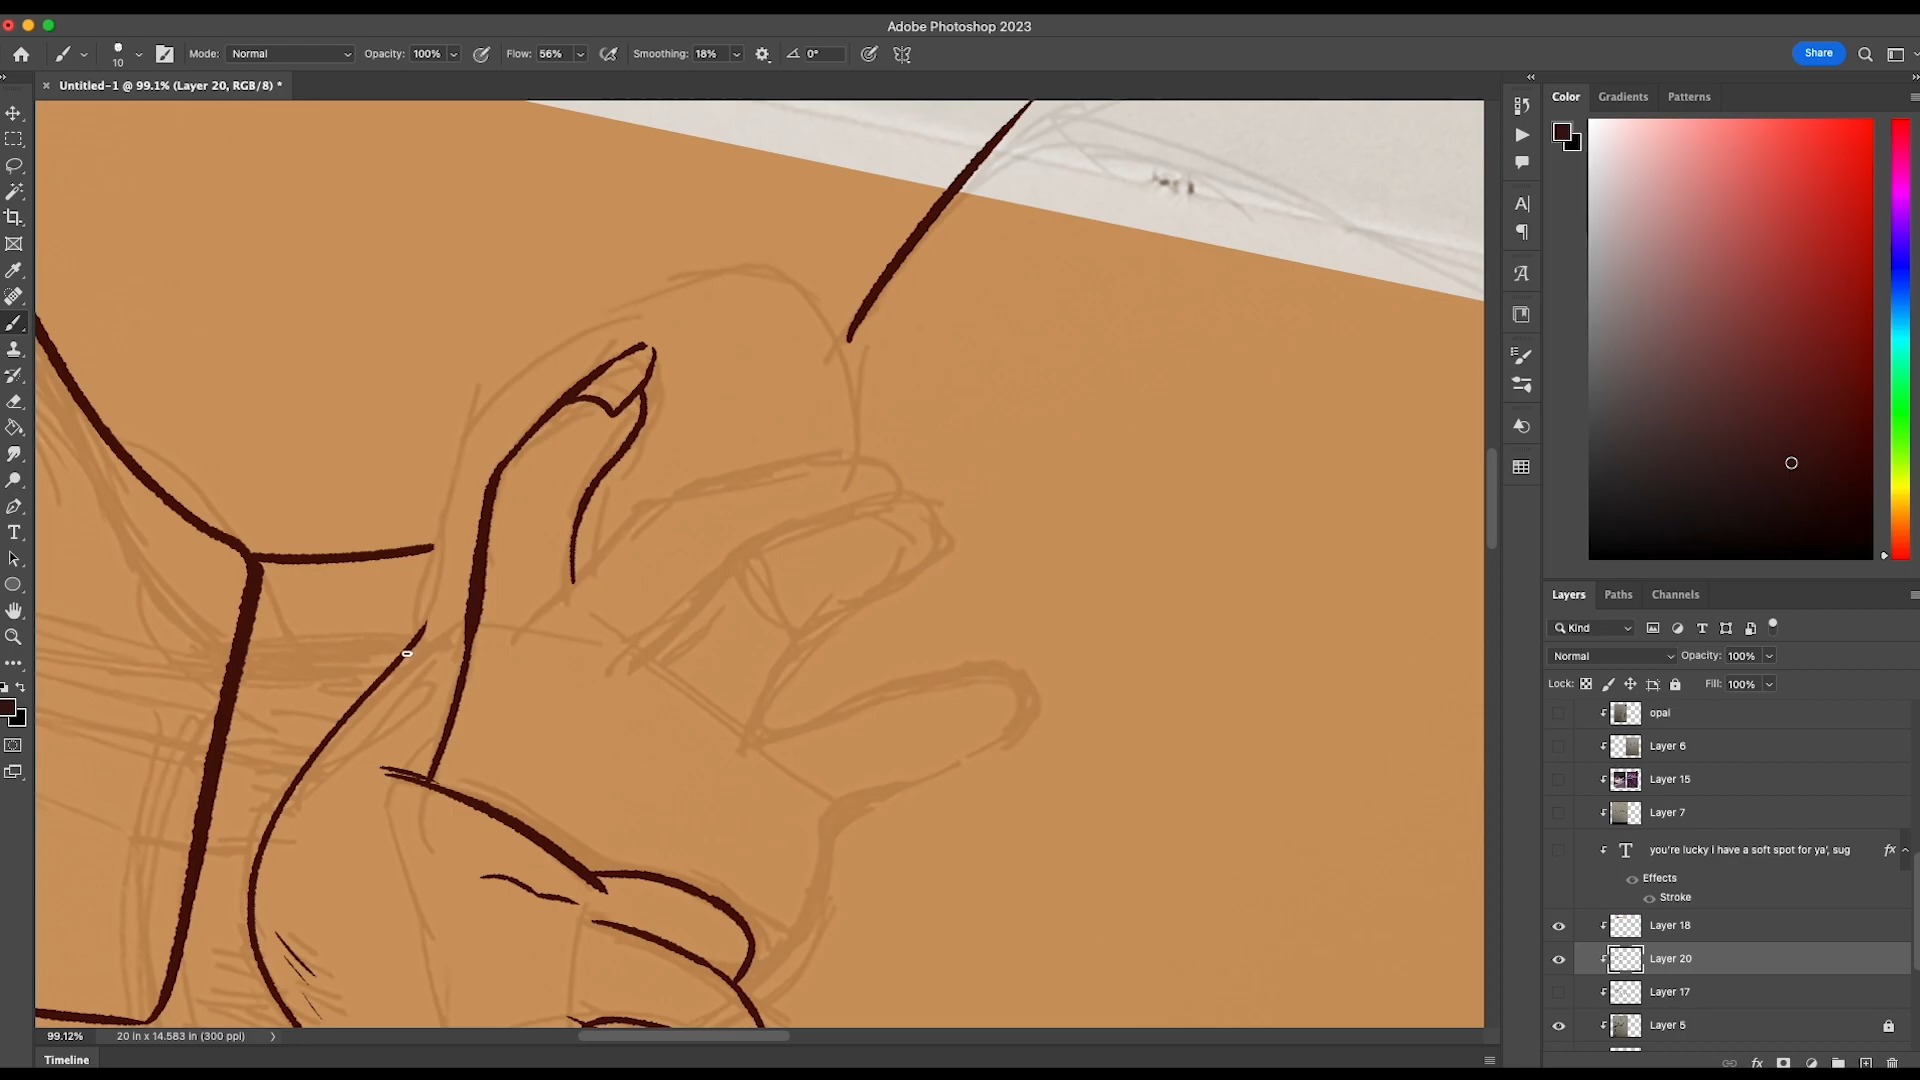 Adobe Photoshop 2023
10
Mode: Normal
Opacity: 100%
Flow: 56%
Smoothing: 18%
0°
Share
Untitled-1 @ 99.1% (Layer 20, RGB/8) *
Color
Gradients
Patterns
Layers
Paths
Channels
Kind
Normal
Opacity: 100%
Lock:
Fill: 100%
opal
Layer 6
Layer 15
Layer 7
you're lucky i have a soft spot for ya', sug
fx
Effects
Stroke
Layer 18
Layer 20
Layer 17
Layer 5
fx
99.12%
20 in x 14.583 in (300 ppi)
Timeline